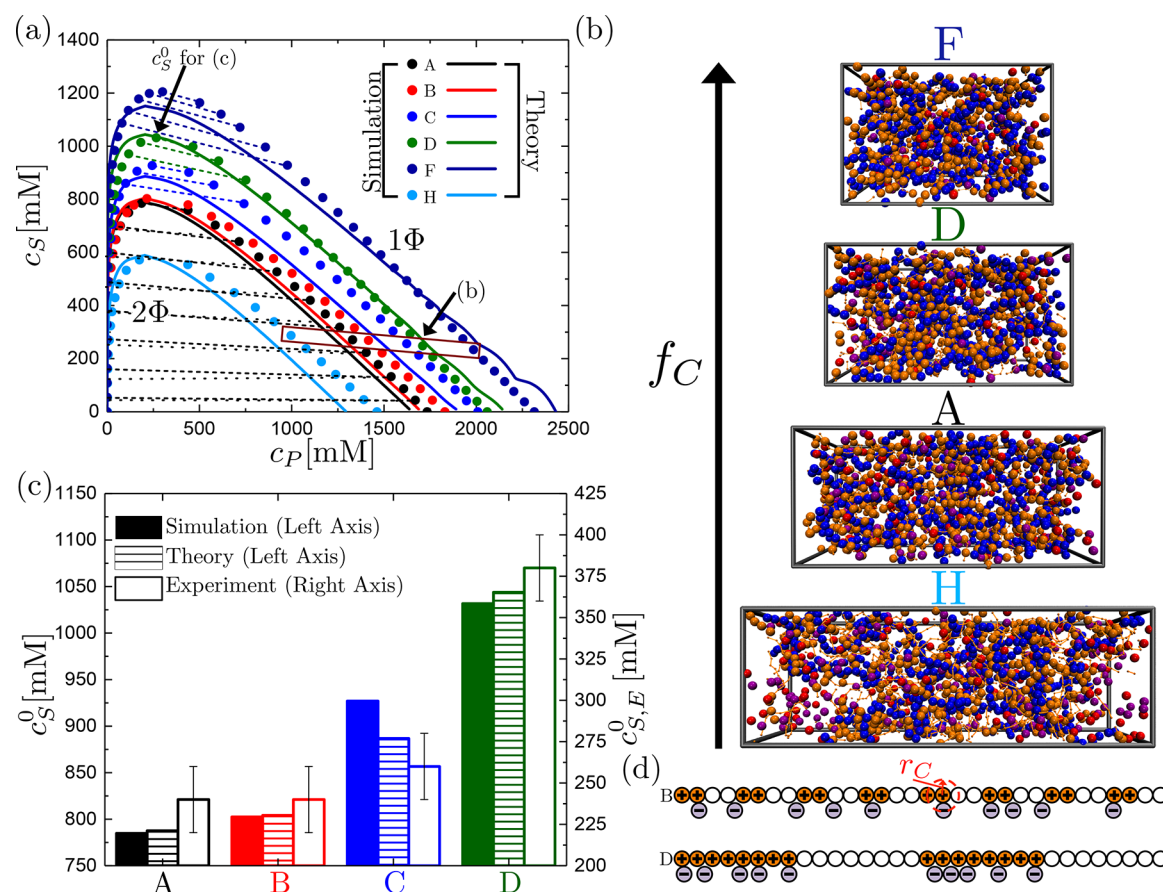 (a)
1400
1200
1000
800
600
400
200
0
c_S [mM]
0
500
1000
1500
2000
2500
c_P [mM]
c_S^0 for (c)
Simulation
A
B
C
D
F
H
Theory
1Φ
2Φ
(b)
(b)
F
D
A
H
f_C
(c)
1150
1100
1050
1000
950
900
850
800
750
c_S^0 [mM]
Simulation (Left Axis)
Theory (Left Axis)
Experiment (Right Axis)
425
400
375
350
325
300
275
250
225
200
c_{S,E}^0 [mM]
A
B
C
D
(d)
r_C
B ++ ++ ++ ++ ++ ++ ++ ++
− − − − − − − − − −
D ++++++++ ++++++++
− − − − − − − − − −